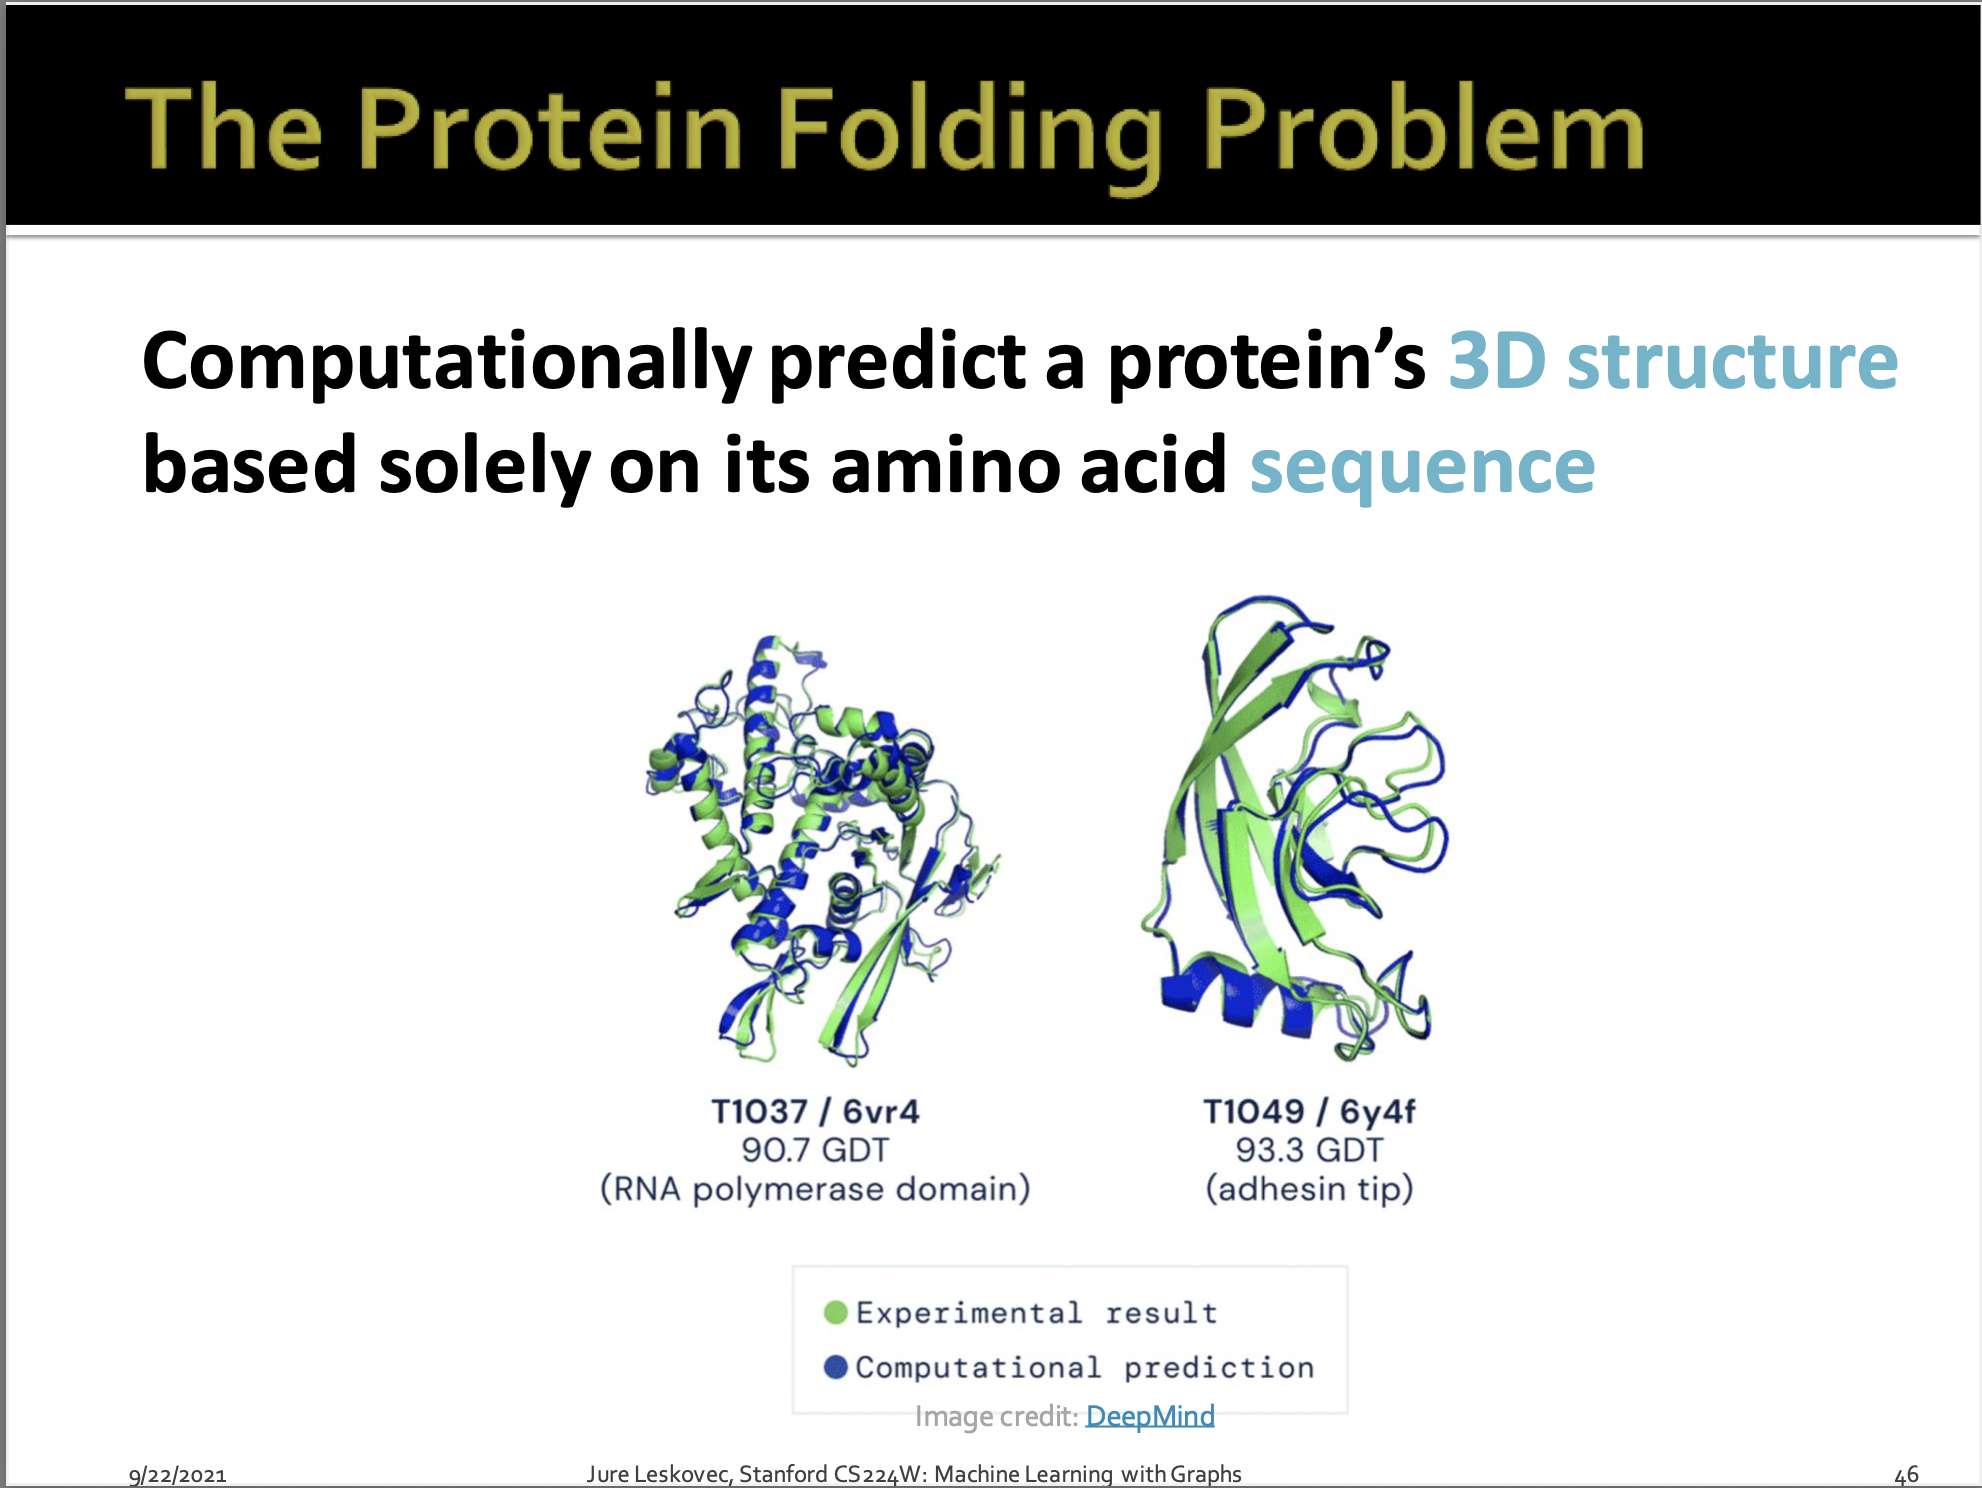 The Protein Folding Problem
Computationally predict a protein’s 3D structure
based solely on its amino acid sequence
T1037 / 6vr4
90.7 GDT
(RNA polymerase domain)
T1049 / 6y4f
93.3 GDT
(adhesin tip)
Experimental result
Computational prediction
Image credit: DeepMind
9/22/2021
Jure Leskovec, Stanford CS224W: Machine Learning with Graphs
46